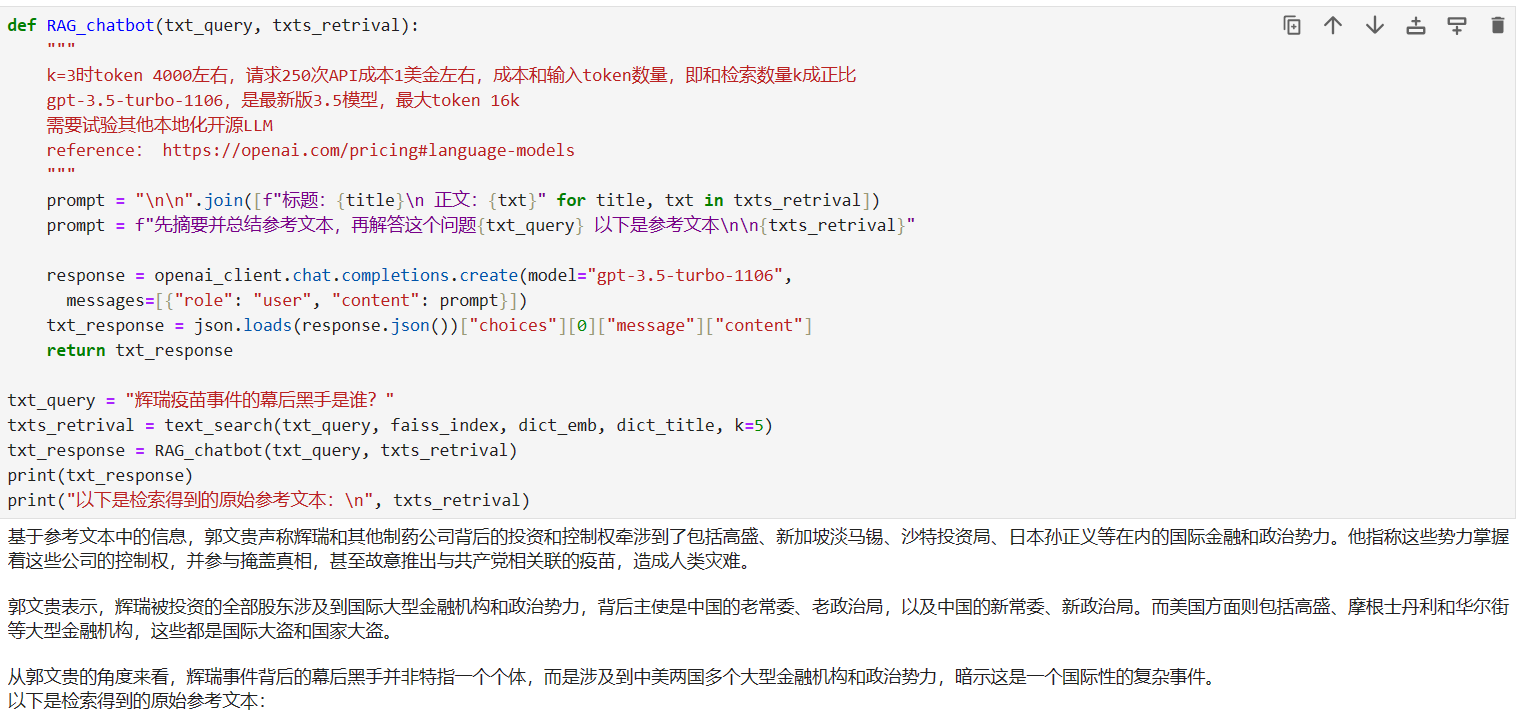 def RAG_chatbot(txt_query, txts_retrival):
"""
k=3时token 4000左右，请求250次API成本1美金左右，成本和输入token数量，即和检索数量k成正比
gpt-3.5-turbo-1106，是最新版3.5模型，最大token 16k
需要试验其他本地化开源LLM
reference： https://openai.com/pricing#language-models
"""
prompt = "\n\n".join([f"标题：{title}\n 正文：{txt}" for title, txt in txts_retrival])
prompt = f"先摘要并总结参考文本，再解答这个问题{txt_query} 以下是参考文本\n\n{txts_retrival}"
response = openai_client.chat.completions.create(model="gpt-3.5-turbo-1106",
messages=[{"role": "user", "content": prompt}])
txt_response = json.loads(response.json())["choices"][0]["message"]["content"]
return txt_response
txt_query = "辉瑞疫苗事件的幕后黑手是谁？"
txts_retrival = text_search(txt_query, faiss_index, dict_emb, dict_title, k=5)
txt_response = RAG_chatbot(txt_query, txts_retrival)
print(txt_response)
print("以下是检索得到的原始参考文本：\n", txts_retrival)
基于参考文本中的信息，郭文贵声称辉瑞和其他制药公司背后的投资和控制权牵涉到了包括高盛、新加坡淡马锡、沙特投资局、日本孙正义等在内的国际金融和政治势力。他指称这些势力掌握
着这些公司的控制权，并参与掩盖真相，甚至故意推出与共产党相关联的疫苗，造成人类灾难。
郭文贵表示，辉瑞被投资的全部股东涉及到国际大型金融机构和政治势力，背后主使是中国的老常委、老政治局，以及中国的新常委、新政治局。而美国方面则包括高盛、摩根士丹利和华尔街
等大型金融机构，这些都是国际大盗和国家大盗。
从郭文贵的角度来看，辉瑞事件背后的幕后黑手并非特指一个个体，而是涉及到中美两国多个大型金融机构和政治势力，暗示这是一个国际性的复杂事件。
以下是检索得到的原始参考文本：